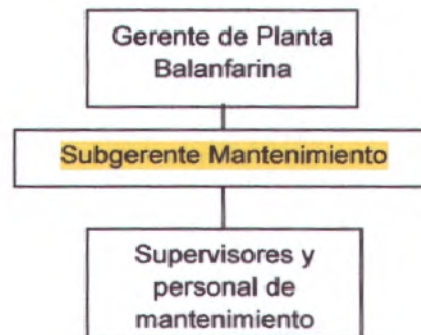 Gerente de Planta
Balanfarina
Subgerente Mantenimiento
Supervisores y
personal de
mantenimiento